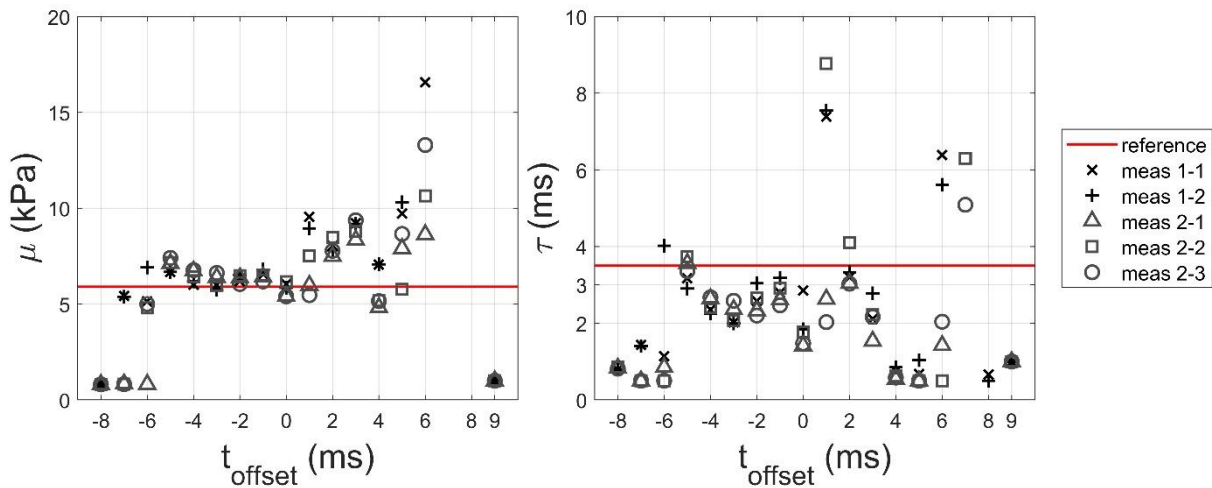 20
15
10
5
0
μ (kPa)
-8 -6 -4 -2 0 2 4 6 8 9
t_offset (ms)
10
8
6
4
2
0
τ (ms)
-8 -6 -4 -2 0 2 4 6 8 9
t_offset (ms)
reference
meas 1-1
meas 1-2
meas 2-1
meas 2-2
meas 2-3